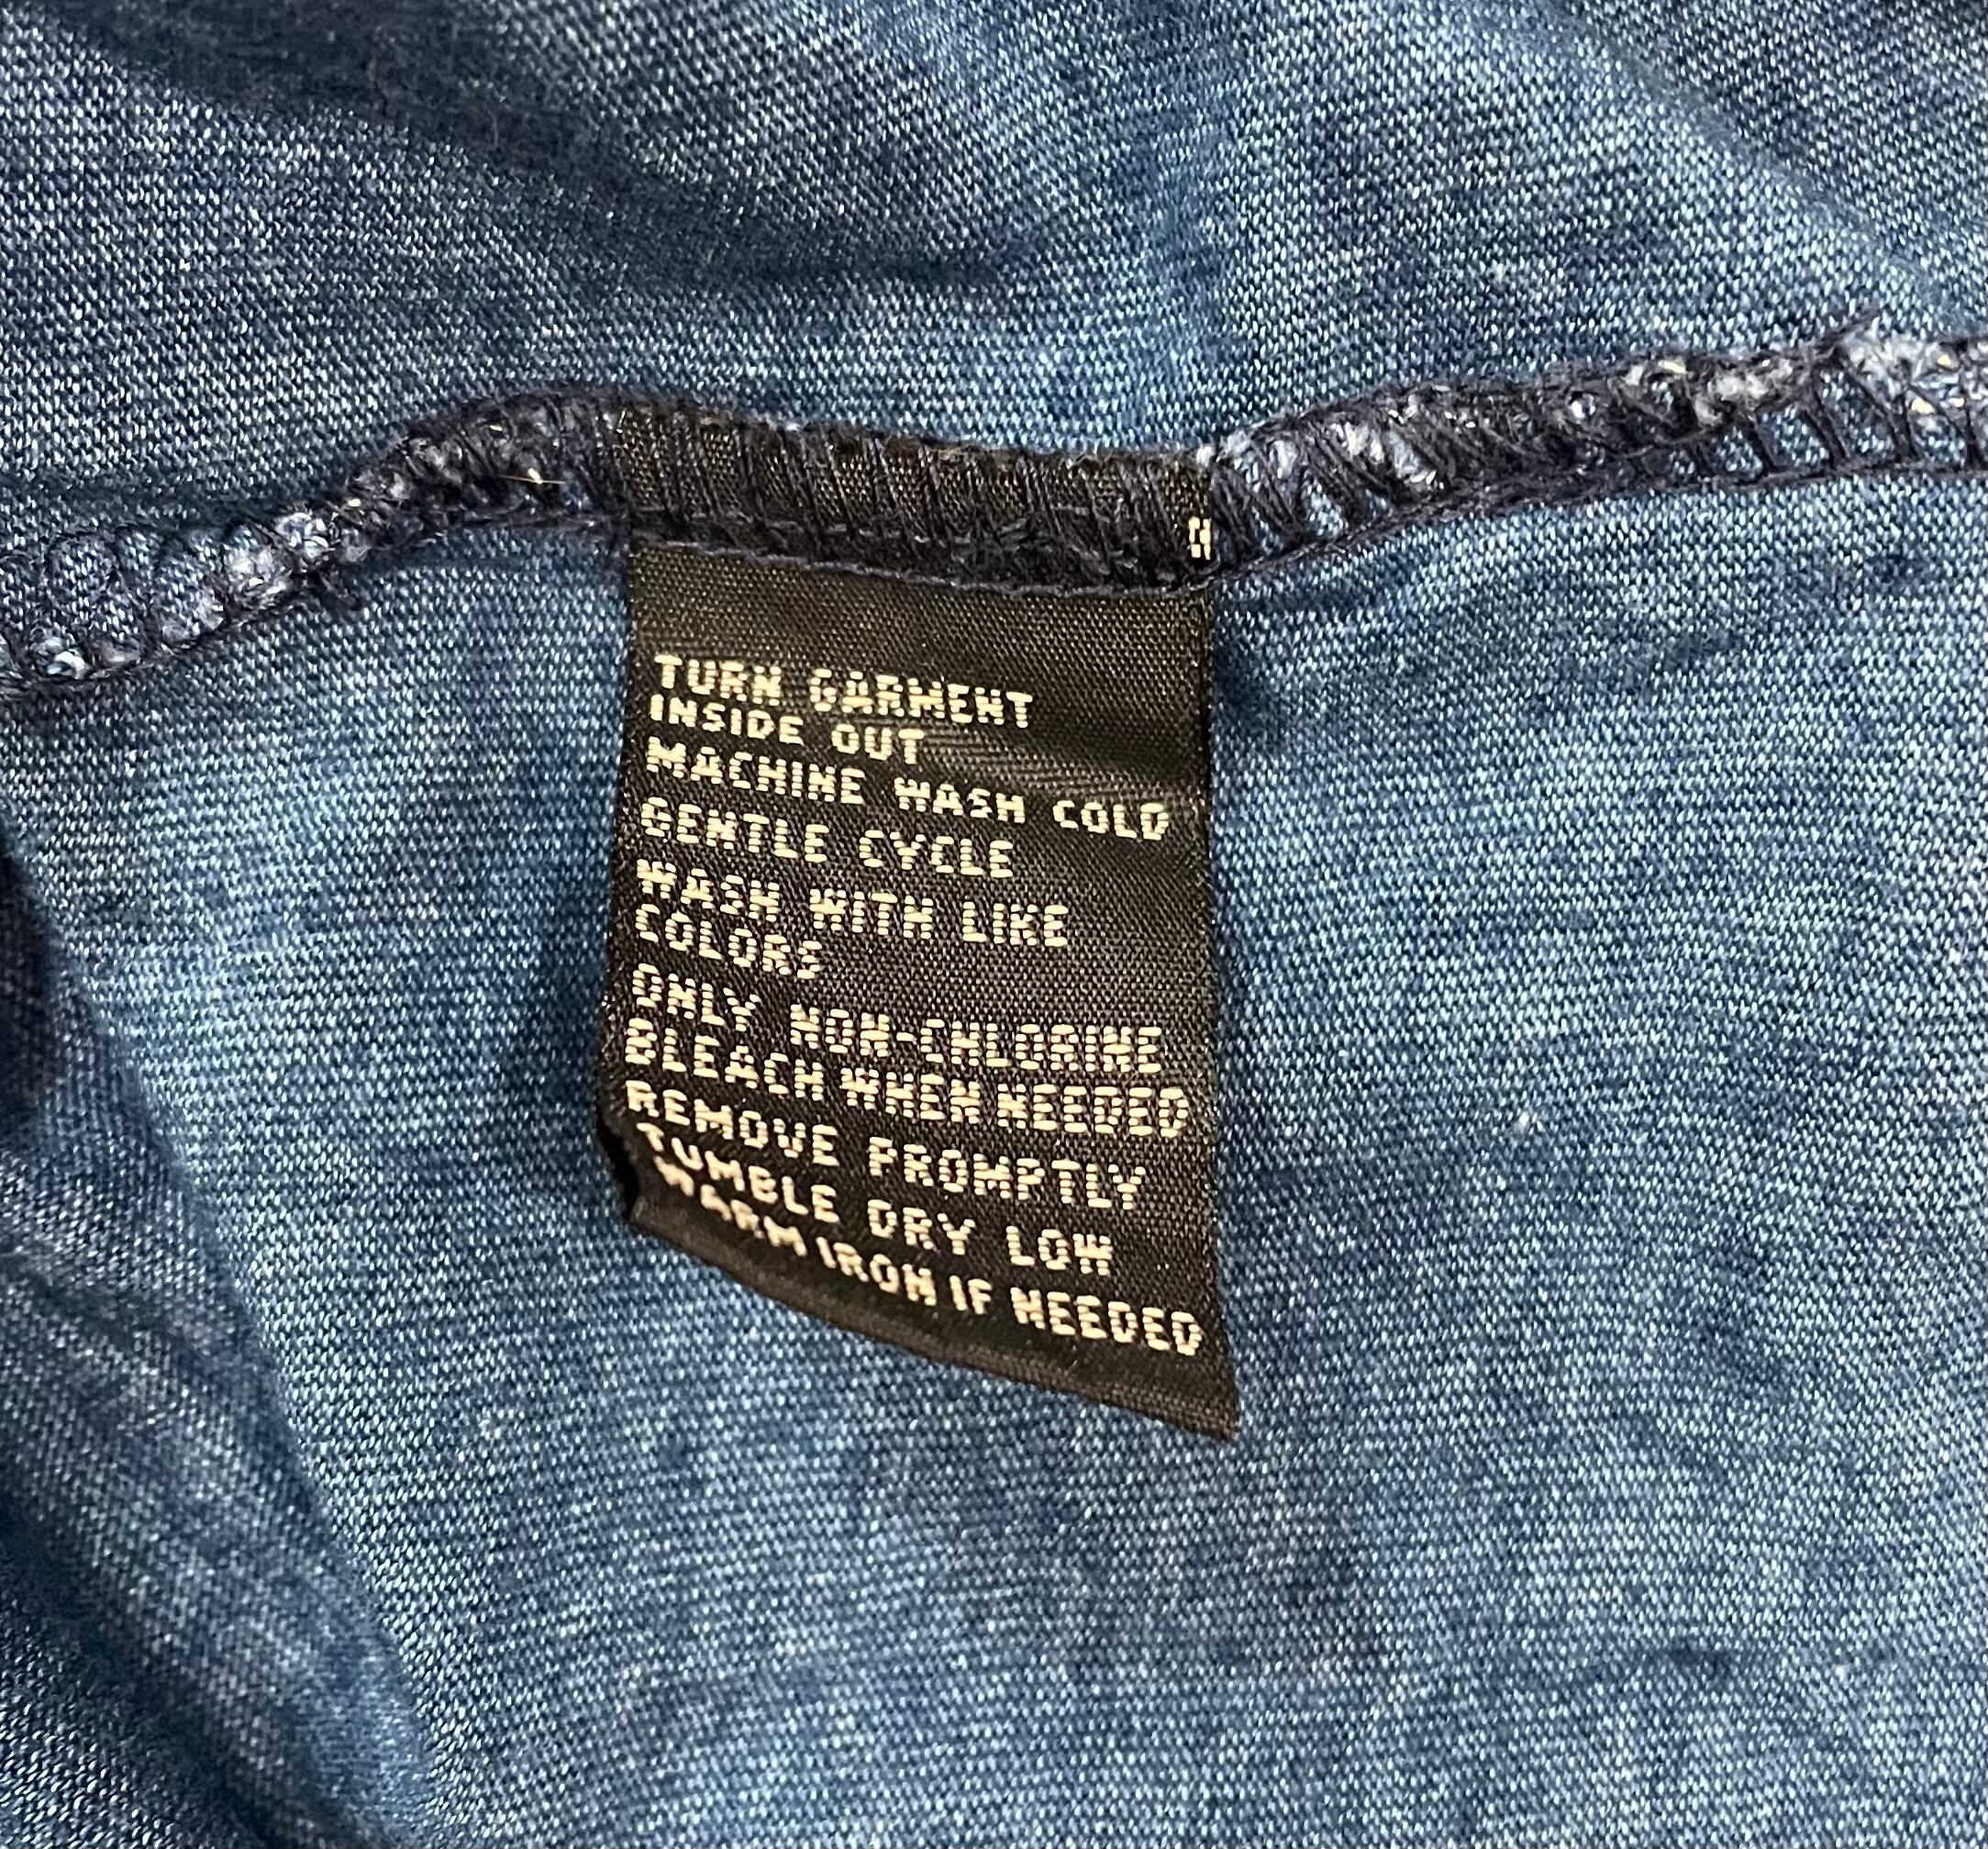 TURN GARMENT
INSIDE OUT
MACHINE WASH COLD
GENTLE CYCLE
WASH WITH LIKE
COLORS
ONLY NON-CHLORINE
BLEACH WHEN NEEDED
REMOVE PROMPTLY
TUMBLE DRY LOW
WARM IRON IF NEEDED